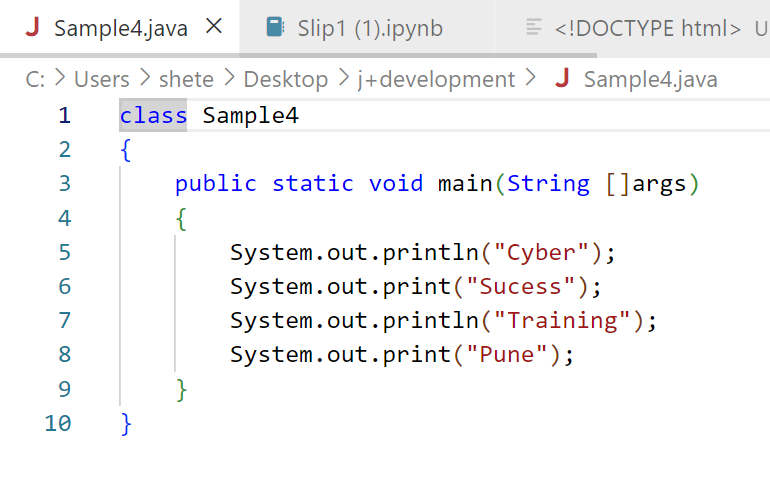 J Sample4.java × Slip1 (1).ipynb <!DOCTYPE html> U
C: > Users > shete > Desktop > j+development > J Sample4.java
1 class Sample4
2 {
3 public static void main(String []args)
4 {
5 System.out.println("Cyber");
6 System.out.print("Sucess");
7 System.out.println("Training");
8 System.out.print("Pune");
9 }
10 }